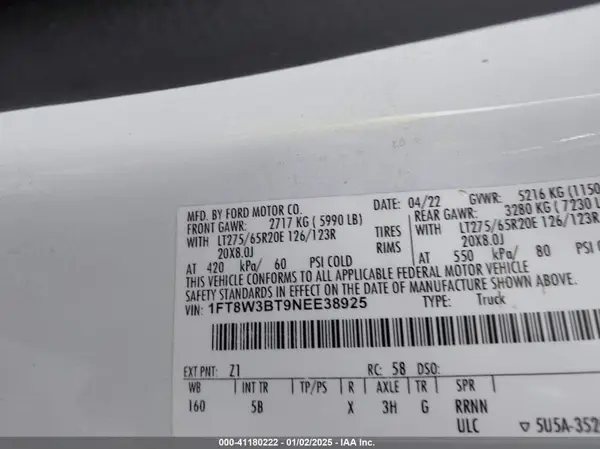 MFD. BY FORD MOTOR CO.
DATE: 04/22 GVWR: 5216 KG (1150
FRONT GAWR: 2717 KG ( 5990 LB) REAR GAWR: 3280 KG ( 7230 L
WITH LT275/65R20E 126/123R TIRES WITH LT275/65R20E 126/123R
20X8.0J RIMS 20X8.0J
AT 420 kPa/ 60 PSI COLD AT 550 kPa/ 80 PSI CO
THIS VEHICLE CONFORMS TO ALL APPLICABLE FEDERAL MOTOR VEHICLE
SAFETY STANDARDS IN EFFECT ON THE DATE OF MANUFACTURE SHOWN ABOVE.
VIN: 1FT8W3BT9NEE38925 TYPE: Truck
EXT PNT: Z1 RC: 58 DSO:
WB INT TR TP/PS R AXLE TR SPR
160 5B X 3H G RRNN
ULC ▽ 5U5A-352
00-41180222 - 01/02/2025 - IAA Inc.